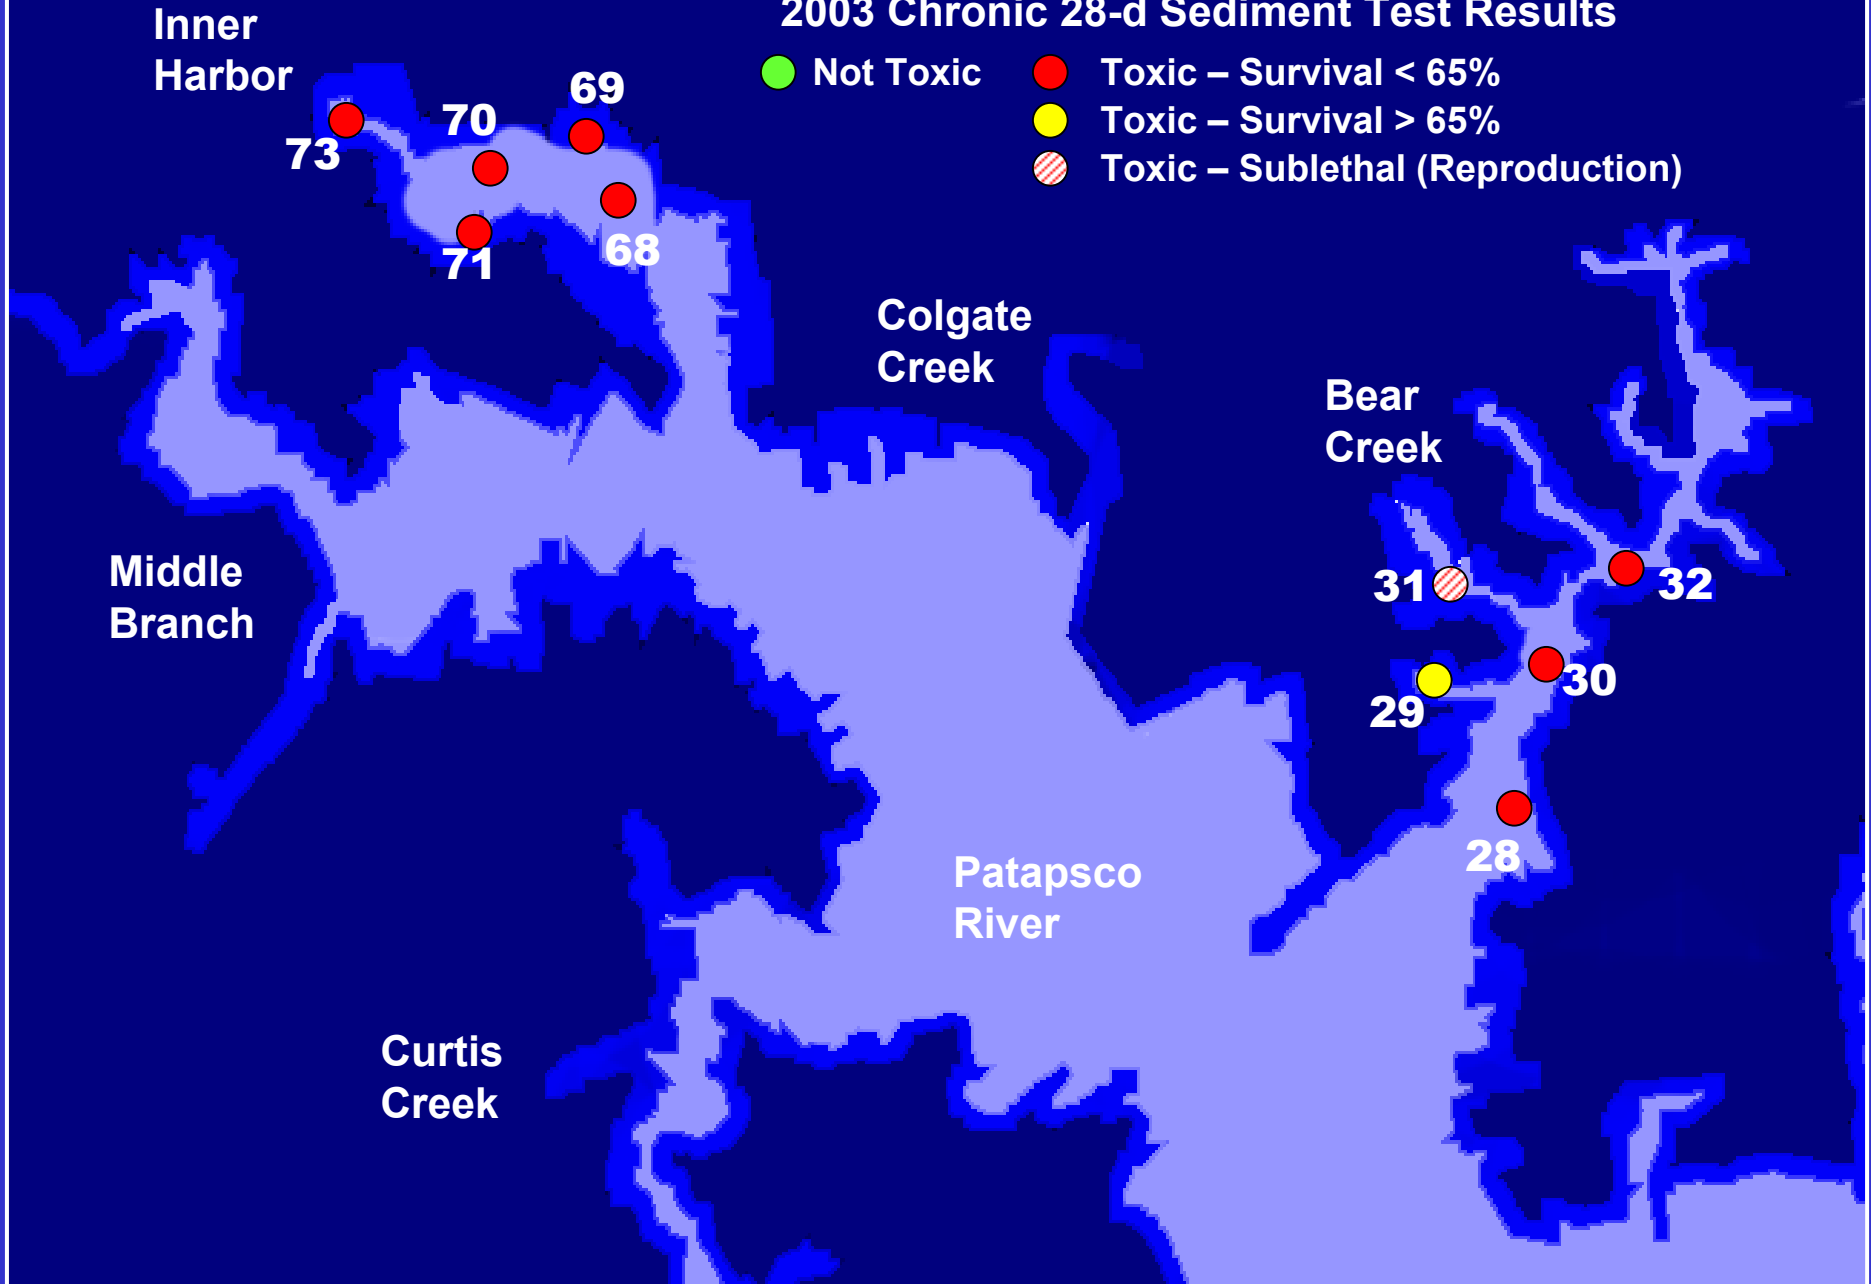 2003 Chronic 28-d Sediment Test Results
Not Toxic
Toxic – Survival < 65%
Toxic – Survival > 65%
Toxic – Sublethal (Reproduction)
Inner
Harbor
69
70
73
71
68
Colgate
Creek
Bear
Creek
Middle
Branch
31
32
30
29
28
Patapsco
River
Curtis
Creek